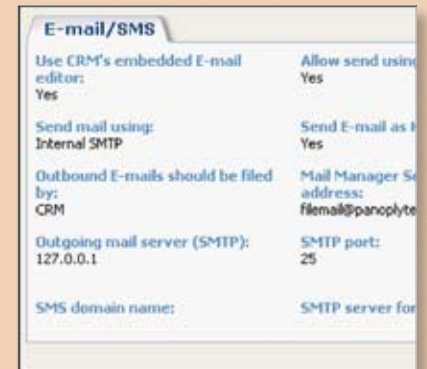 E-mail/SMS
Use CRM's embedded E-mail
editor:
Yes
Allow send using
Yes
Send mail using:
Internal SMTP
Send E-mail as
Yes
Outbound E-mails should be filed
by:
CRM
Mail Manager
address:
filemail@panoplyte
Outgoing mail server (SMTP):
127.0.0.1
SMTP port:
25
SMS domain name:
SMTP server for